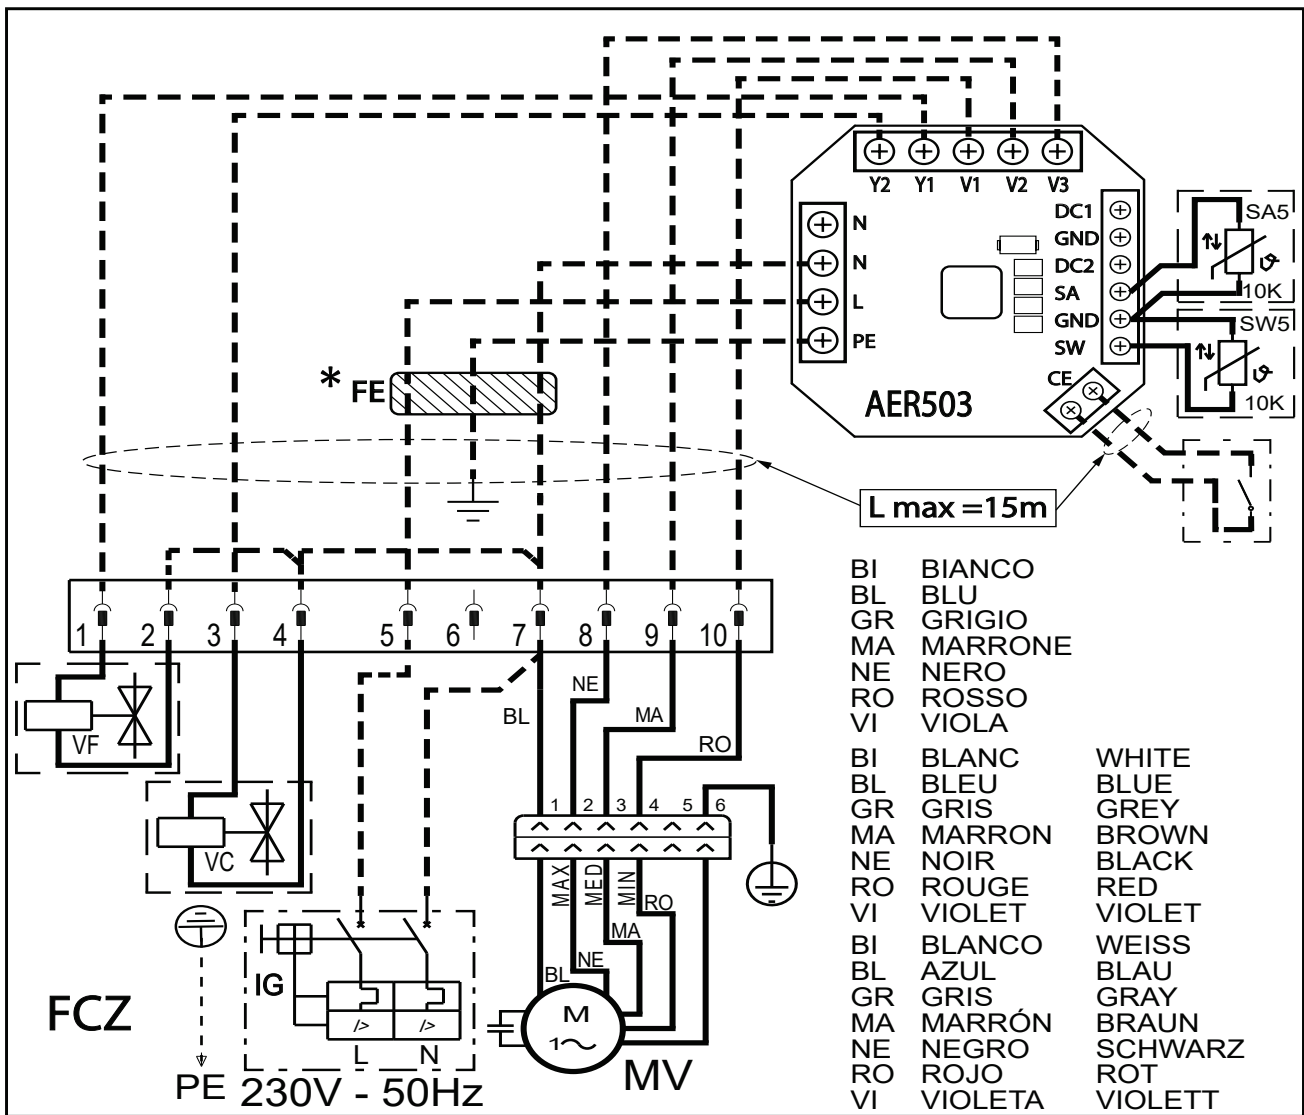 Y2 Y1 V1 V2 V3
N
N
L
PE
DC1
GND
DC2
SA
GND
SW
CE
AER503
SA5
10K
SW5
10K
* FE
L max =15m
1 2 3 4 5 6 7 8 9 10
VF
VC
BL
NE
MA
RO
1 2 3 4 5 6
MAX
MED
MIN
RO
MA
NE
BL
M
1~
MV
IG
/> />
L N
230V - 50Hz
PE
FCZ
BI BIANCO
BL BLU
GR GRIGIO
MA MARRONE
NE NERO
RO ROSSO
VI VIOLA
BI BLANC WHITE
BL BLEU BLUE
GR GRIS GREY
MA MARRON BROWN
NE NOIR BLACK
RO ROUGE RED
VI VIOLET VIOLET
BI BLANCO WEISS
BL AZUL BLAU
GR GRIS GRAY
MA MARRÓN BRAUN
NE NEGRO SCHWARZ
RO ROJO ROT
VI VIOLETA VIOLETT